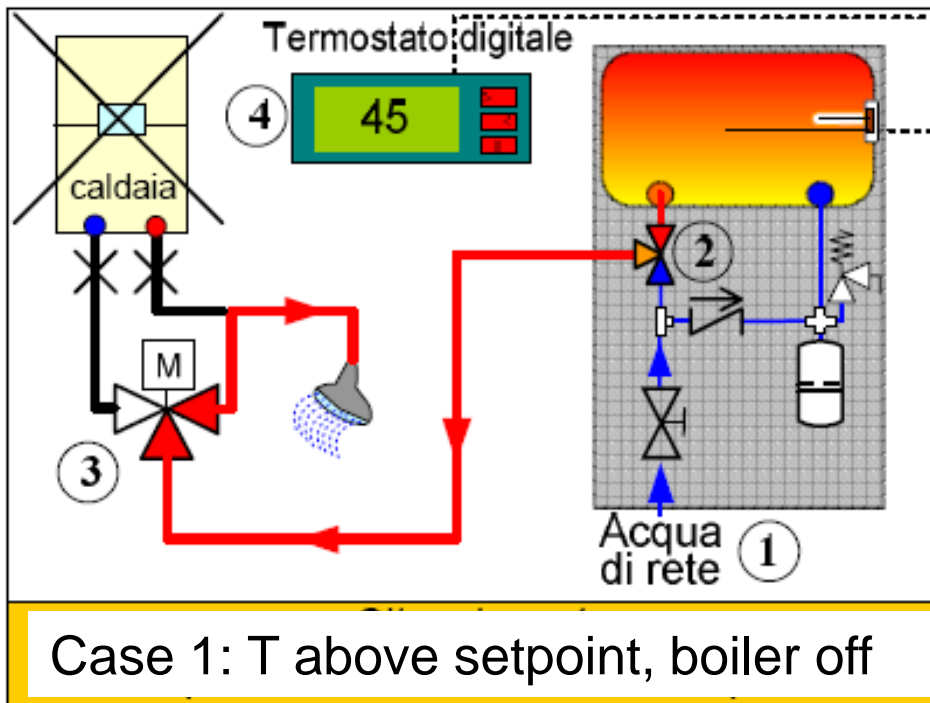 Termostato digitale
4
45
caldaia
2
M
3
Acqua
di rete
1
Case 1: T above setpoint, boiler off